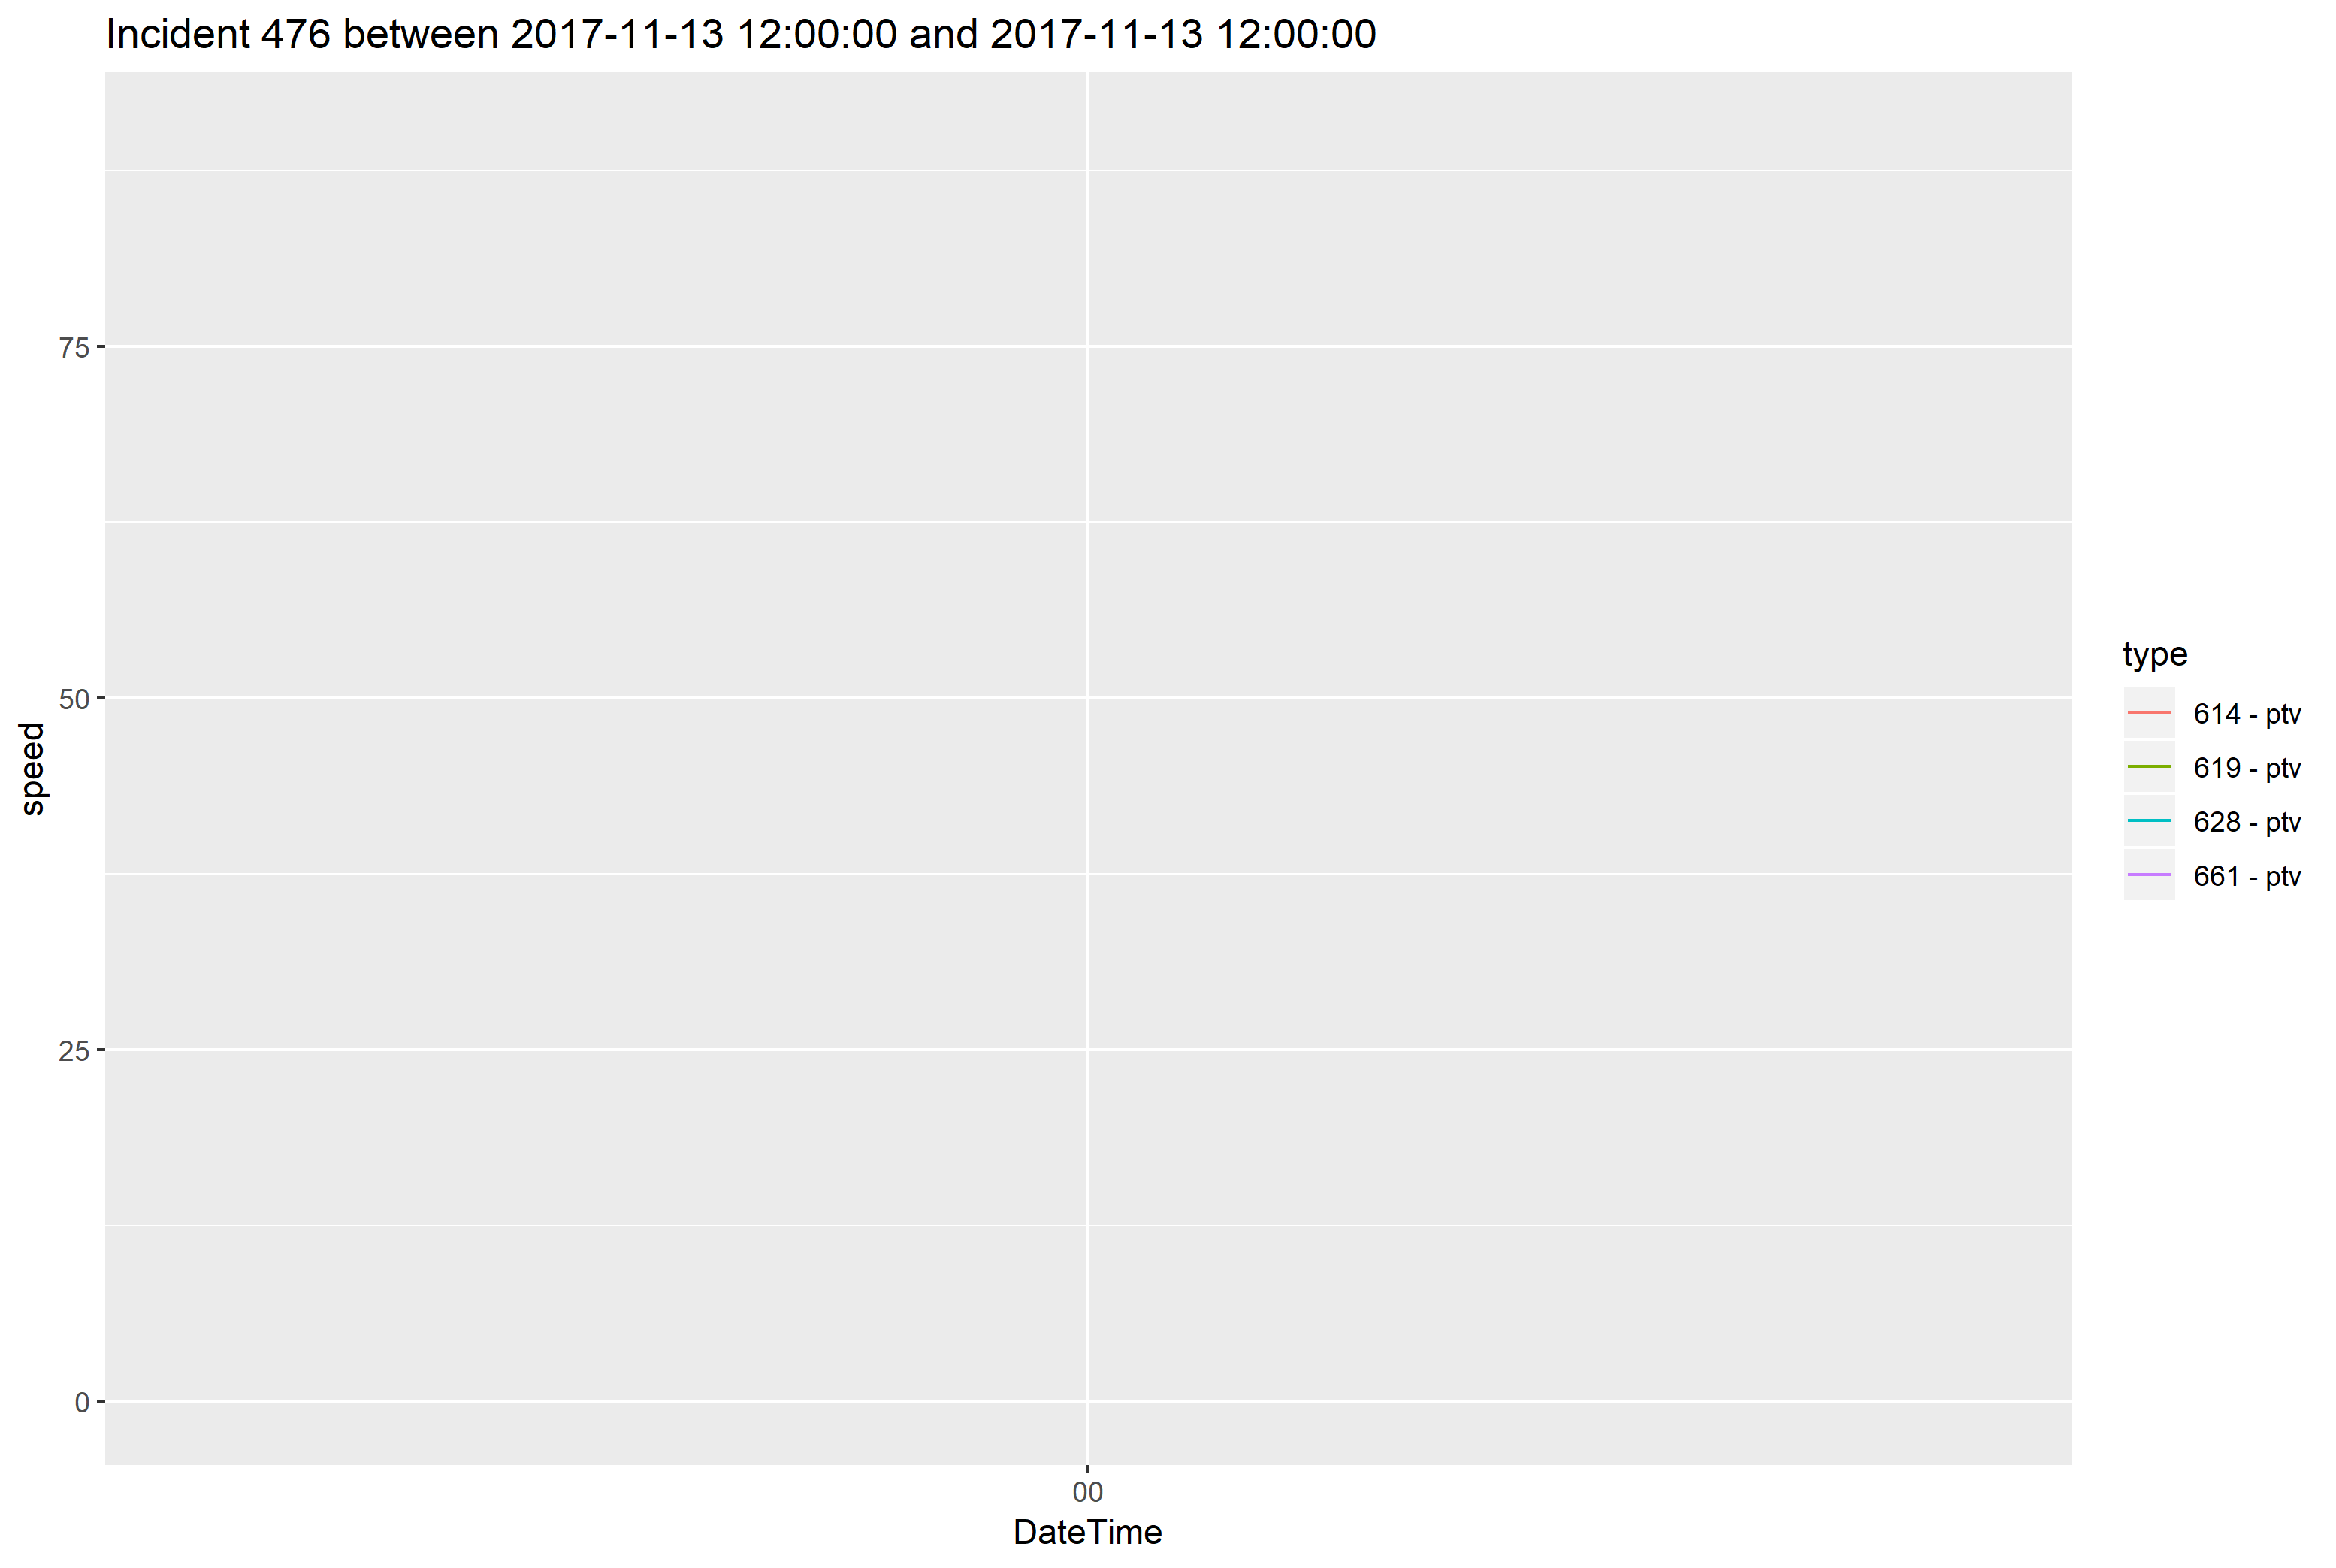 Incident 476 between 2017-11-13 12:00:00 and 2017-11-13 12:00:00
75
50
25
0
speed
00
DateTime
type
614 - ptv
619 - ptv
628 - ptv
661 - ptv